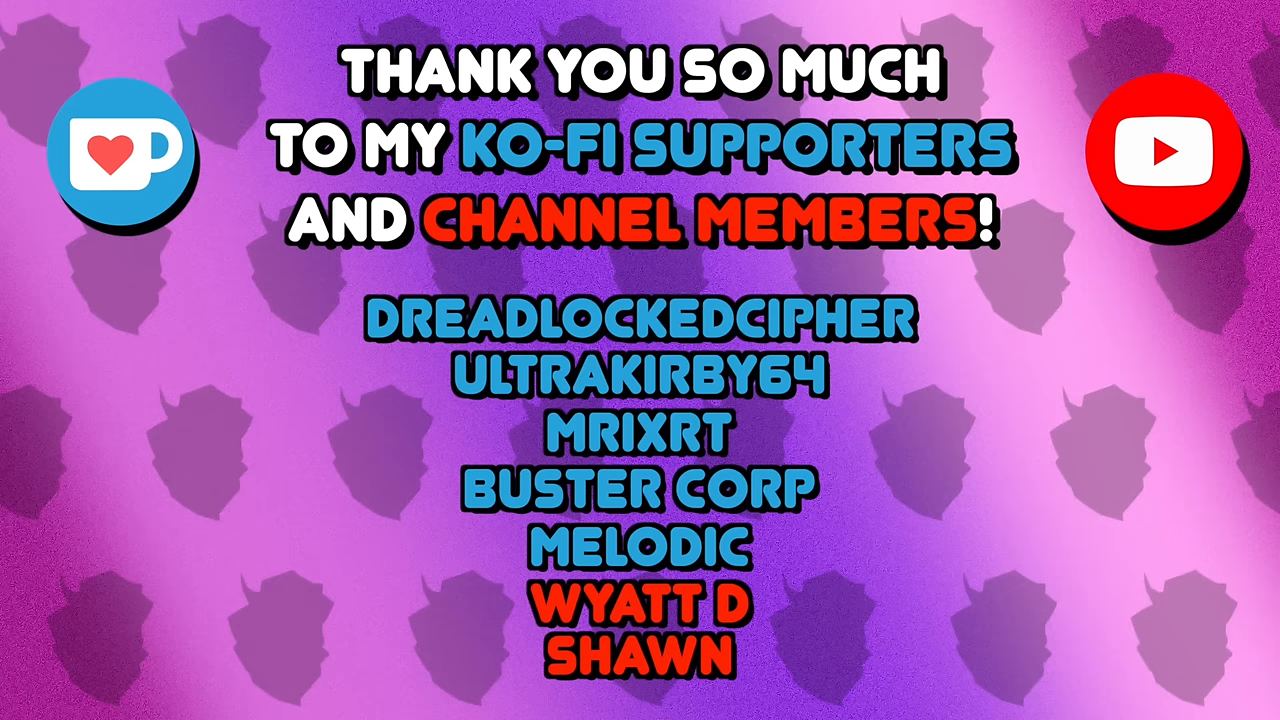 THANK YOU SO MUCH
TO MY KO-FI SUPPORTERS
AND CHANNEL MEMBERS!
DREADLOCKEDCIPHER
ULTRAKIRBY64
MRIXRT
BUSTER CORP
MELODIC
WYATT D
SHAWN